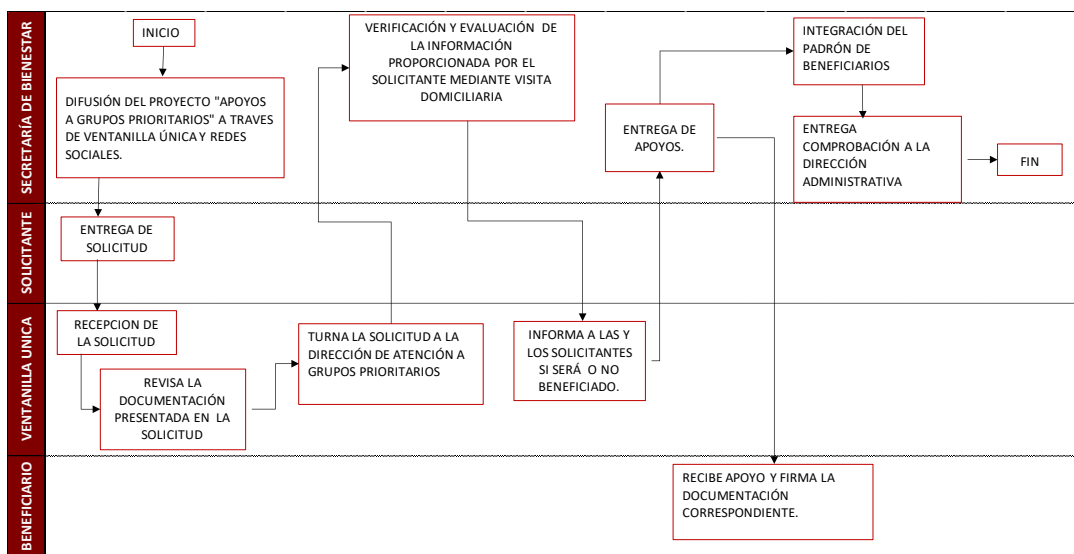 SECRETARÍA DE BIENESTAR
INICIO
DIFUSIÓN DEL PROYECTO "APOYOS
A GRUPOS PRIORITARIOS" A TRAVES
DE VENTANILLA ÚNICA Y REDES
SOCIALES.
VERIFICACIÓN Y EVALUACIÓN DE
LA INFORMACIÓN
PROPORCIONADA POR EL
SOLICITANTE MEDIANTE VISITA
DOMICILIARIA
ENTREGA DE
APOYOS.
INTEGRACIÓN DEL
PADRÓN DE
BENEFICIARIOS
ENTREGA
COMPROBACIÓN A LA
DIRECCIÓN
ADMINISTRATIVA
FIN
SOLICITANTE
ENTREGA DE
SOLICITUD
VENTANILLA UNICA
RECEPCION DE
LA SOLICITUD
REVISA LA
DOCUMENTACIÓN
PRESENTADA EN LA
SOLICITUD
TURNA LA SOLICITUD A LA
DIRECCIÓN DE ATENCIÓN A
GRUPOS PRIORITARIOS
INFORMA A LAS Y
LOS SOLICITANTES
SI SERÁ O NO
BENEFICIADO.
BENEFICIARIO
RECIBE APOYO Y FIRMA LA
DOCUMENTACIÓN
CORRESPONDIENTE.